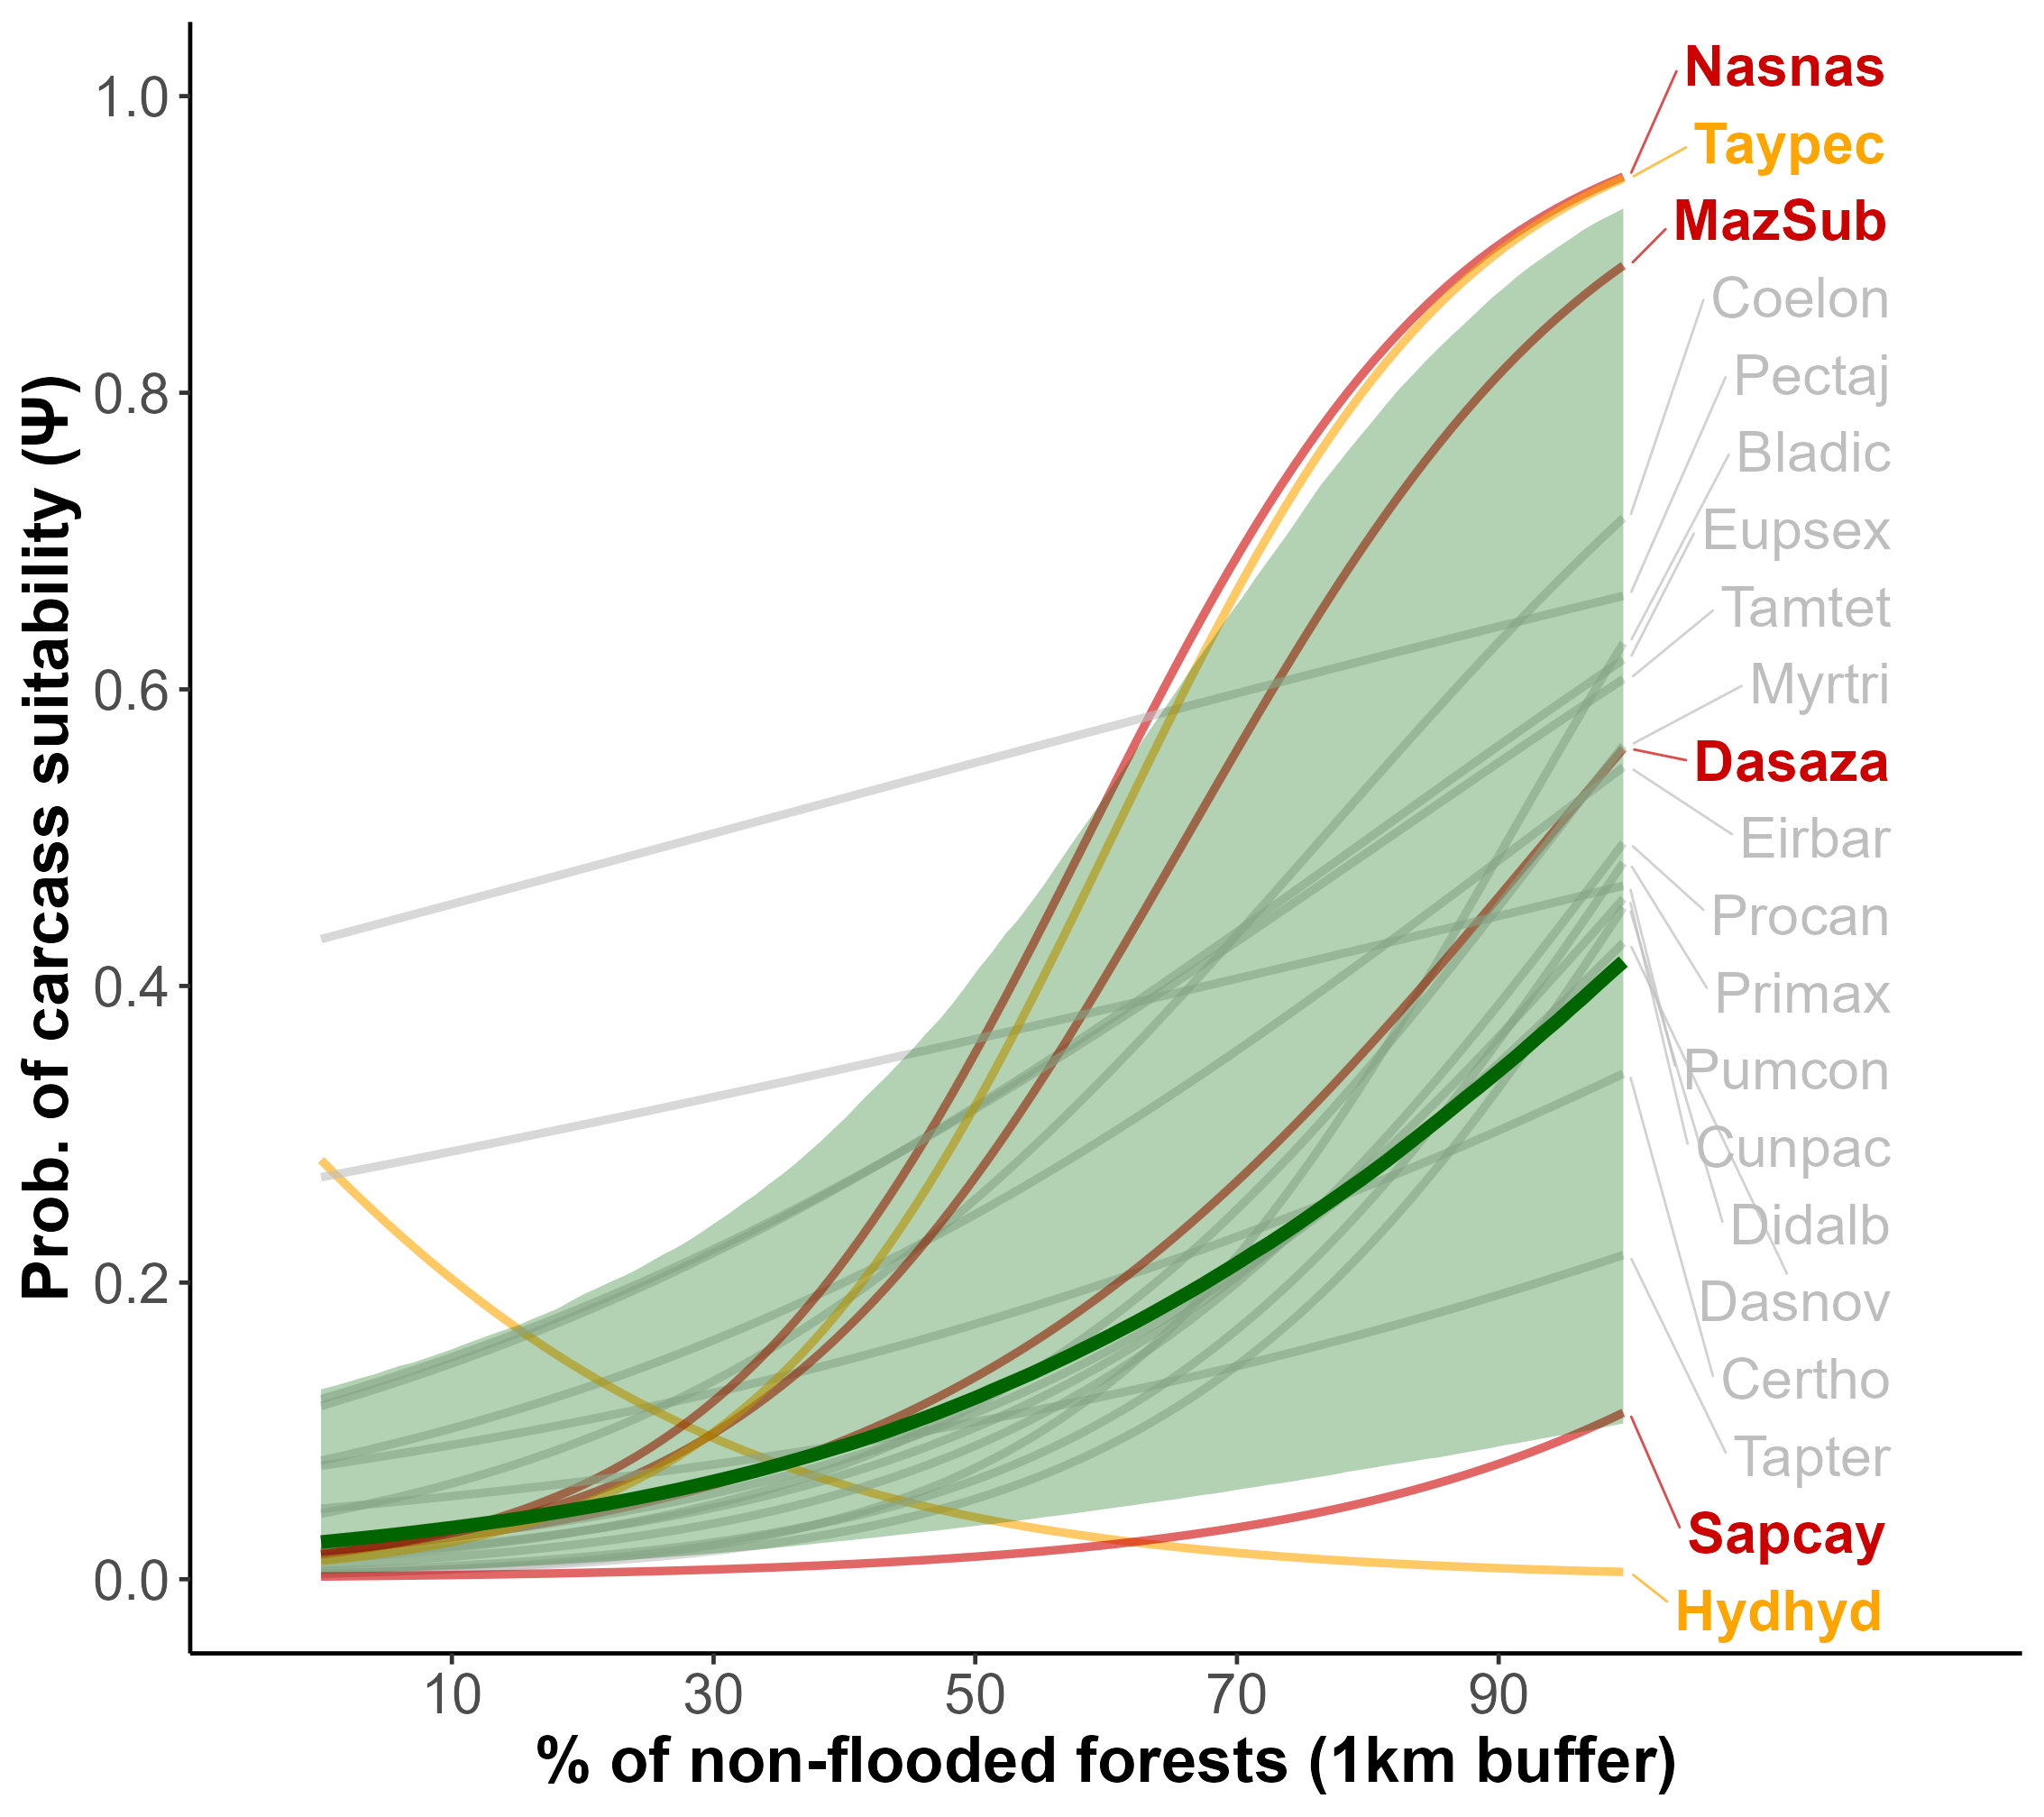 Prob. of carcass suitability (Ψ)
1.0
0.8
0.6
0.4
0.2
0.0
10 30 50 70 90
% of non-flooded forests (1km buffer)
Nasnas
Taypec
MazSub
Coelon
Pectaj
Bladic
Eupsex
Tamtet
Myrtri
Dasaza
Eirbar
Procan
Primax
Pumcon
Cunpac
Didalb
Dasnov
Certho
Tapter
Sapcay
Hydhyd